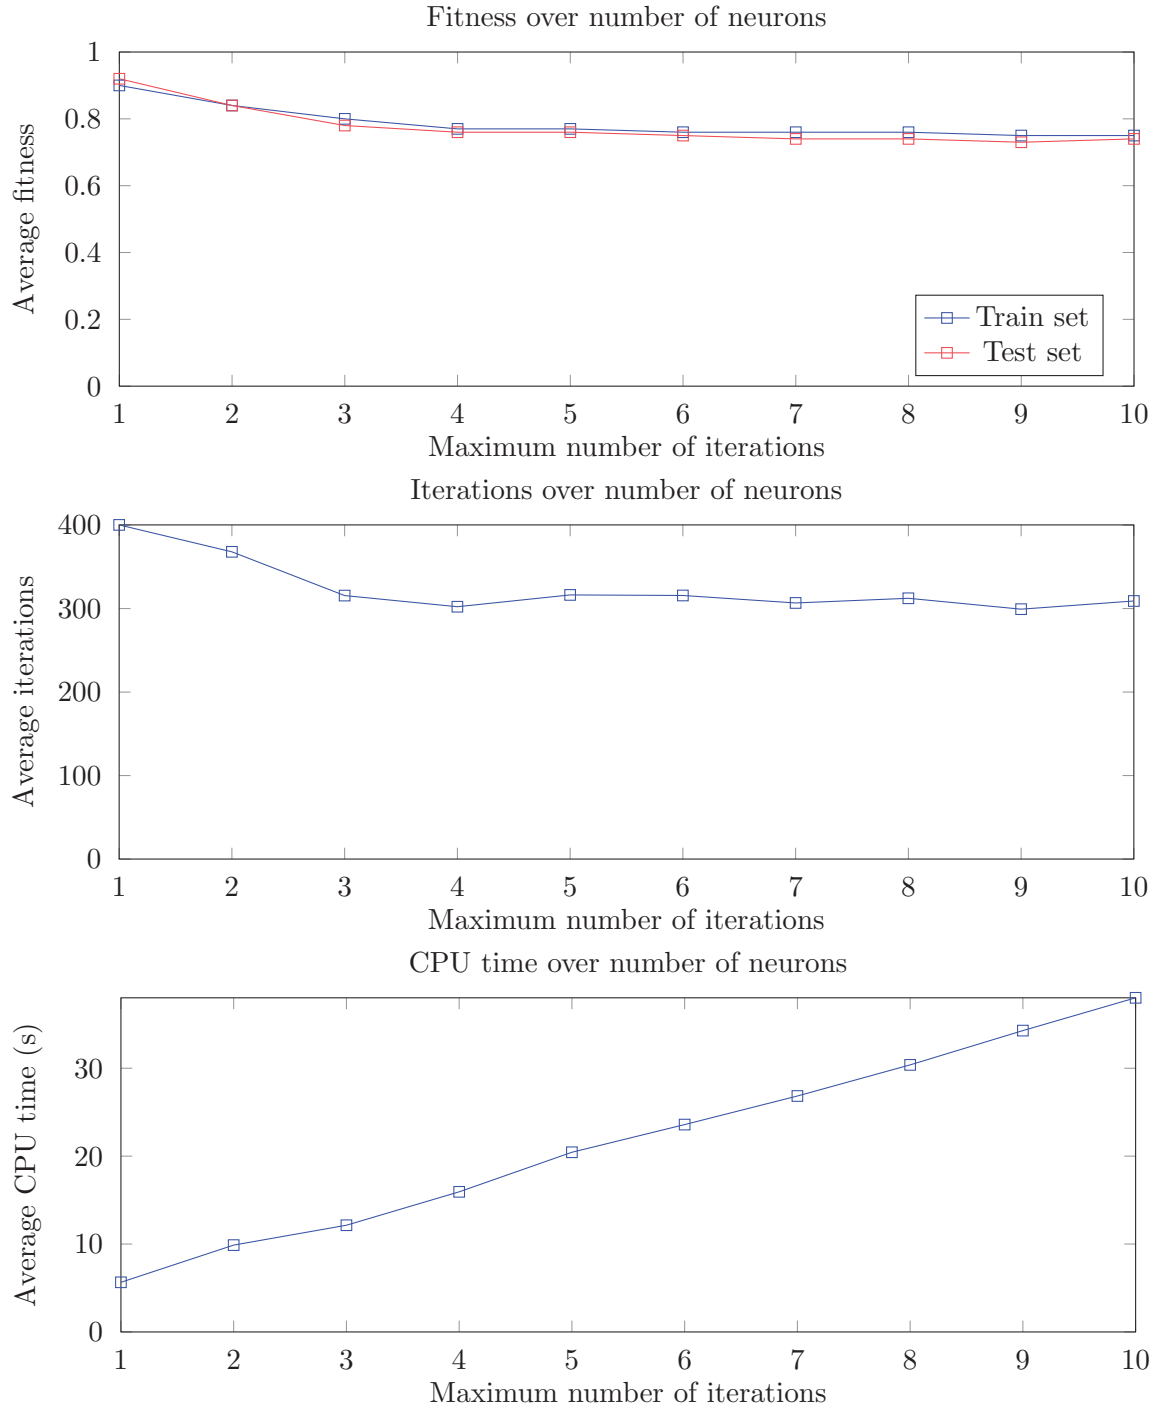 Fitness over number of neurons
1
0.8
0.6
0.4
0.2
0
Average fitness
Train set
Test set
1 2 3 4 5 6 7 8 9 10
Maximum number of iterations
Iterations over number of neurons
400
300
200
100
0
Average iterations
1 2 3 4 5 6 7 8 9 10
Maximum number of iterations
CPU time over number of neurons
30
20
10
0
Average CPU time (s)
1 2 3 4 5 6 7 8 9 10
Maximum number of iterations